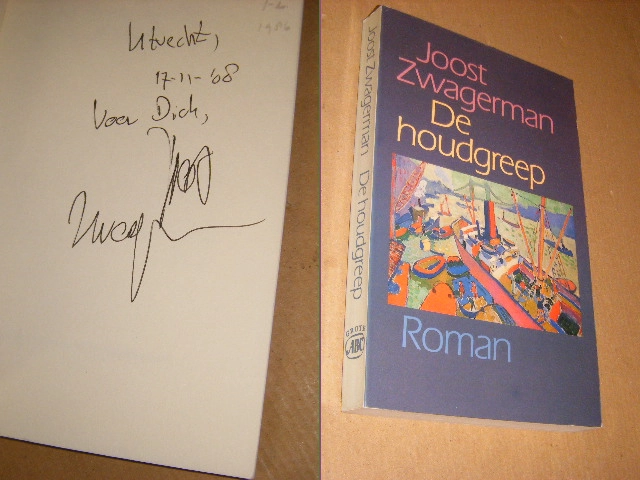 Utrecht,
17-11-'08
Voor Dick,
Joost
Zwagerman
Joost
Zwagerman
De
houdgreep
Roman
Joost Zwagerman De houdgreep
GROTE
ABC